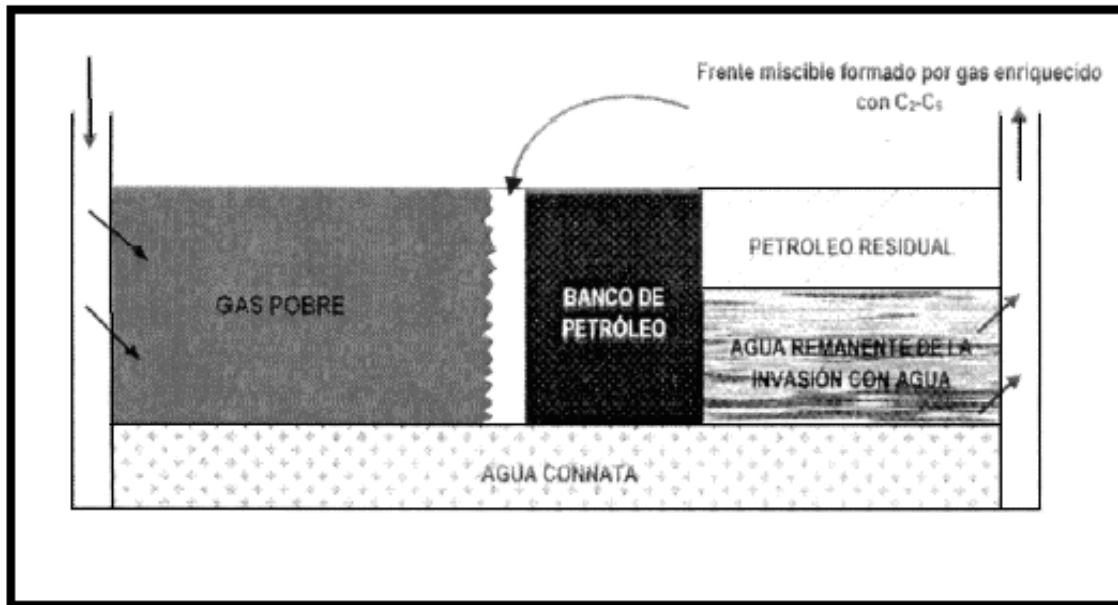 Frente miscible formado por gas enriquecido
con C₂-C₆
GAS POBRE
BANCO DE
PETRÓLEO
PETROLEO RESIDUAL
AGUA REMANENTE DE LA
INVASIÓN CON AGUA
AGUA CONNATA